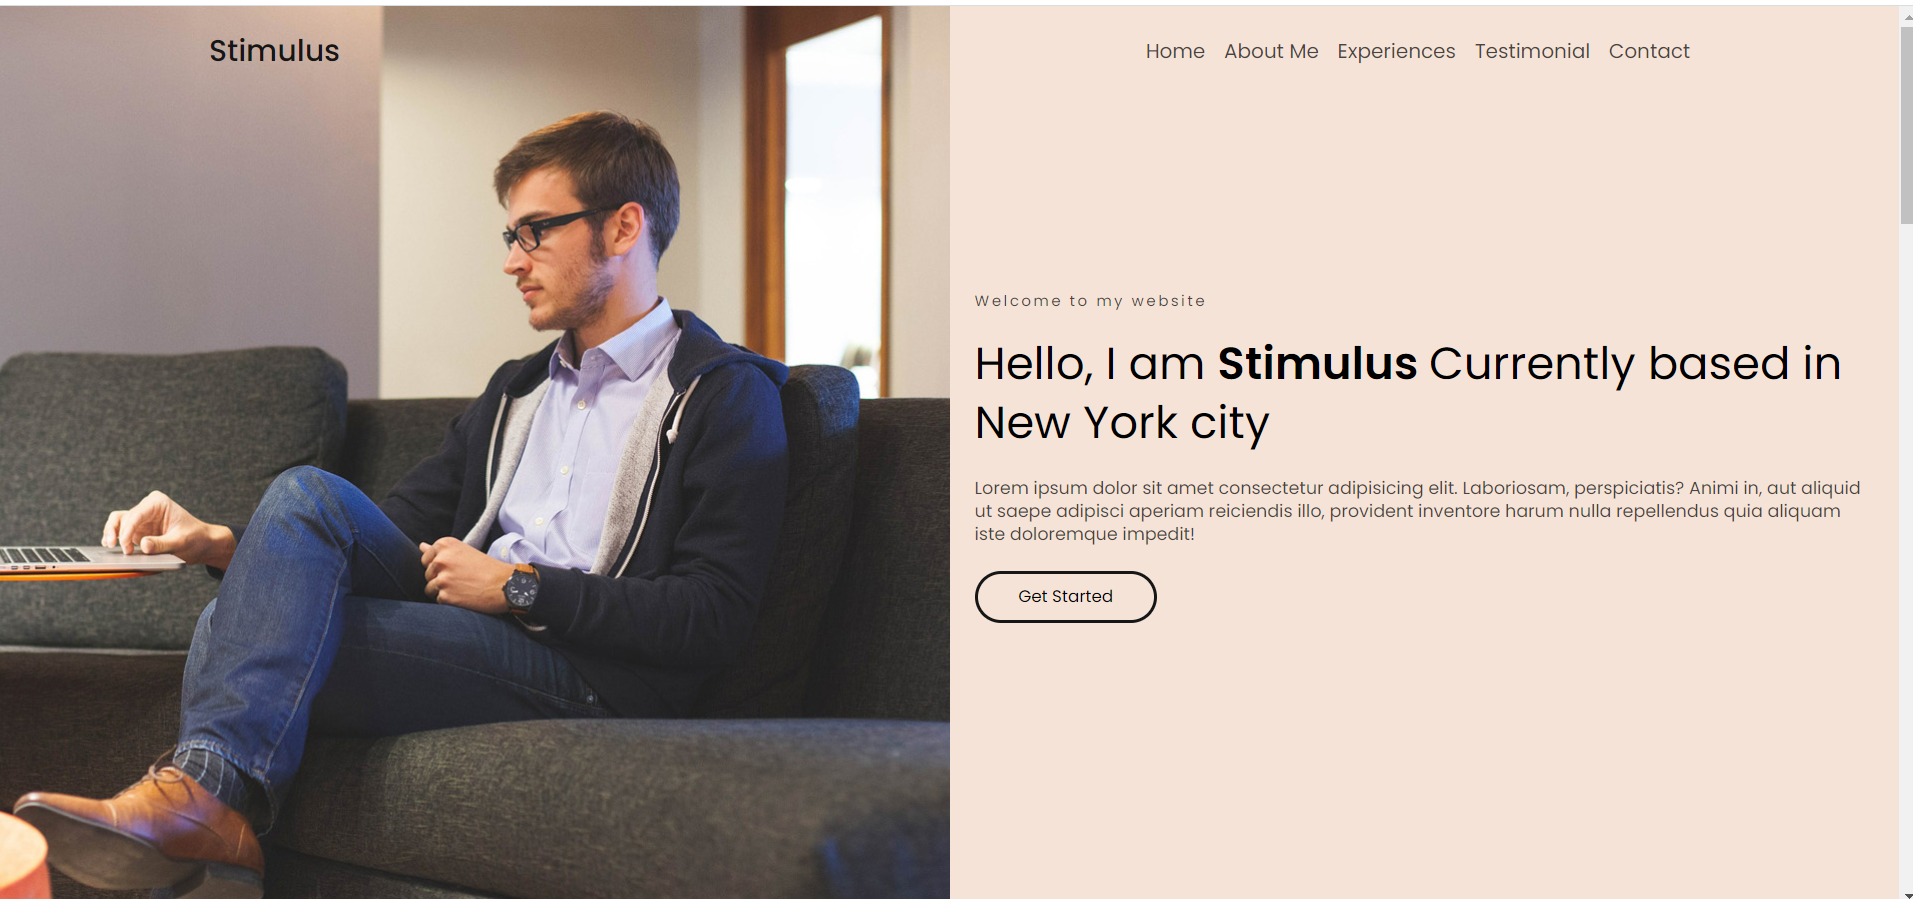 Stimulus
Home About Me Experiences Testimonial Contact
Welcome to my website
Hello, I am Stimulus Currently based in
New York city
Lorem ipsum dolor sit amet consectetur adipisicing elit. Laboriosam, perspiciatis? Animi in, aut aliquid
ut saepe adipisci aperiam reiciendis illo, provident inventore harum nulla repellendus quia aliquam
iste doloremque impedit!
Get Started